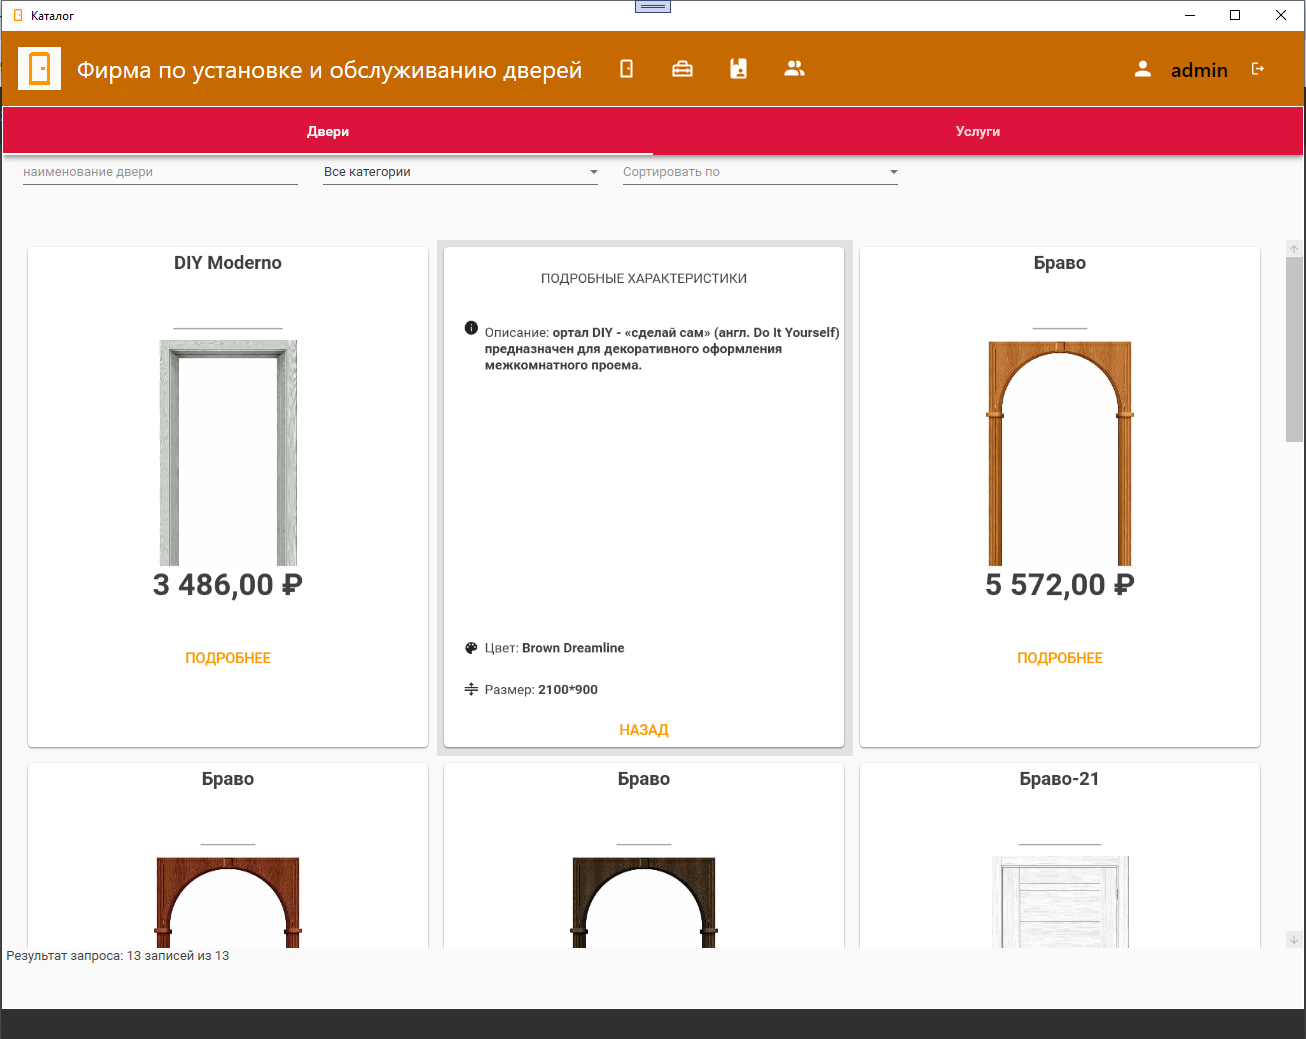 Каталог
Фирма по установке и обслуживанию дверей
admin
Двери
Услуги
наименование двери
Все категории
Сортировать по
DIY Moderno
3 486,00 ₽
ПОДРОБНЕЕ
ПОДРОБНЫЕ ХАРАКТЕРИСТИКИ
Описание: ортал DIY - «сделай сам» (англ. Do It Yourself)
предназначен для декоративного оформления
межкомнатного проема.
Цвет: Brown Dreamline
Размер: 2100*900
НАЗАД
Браво
5 572,00 ₽
ПОДРОБНЕЕ
Браво
Браво
Браво-21
Результат запроса: 13 записей из 13